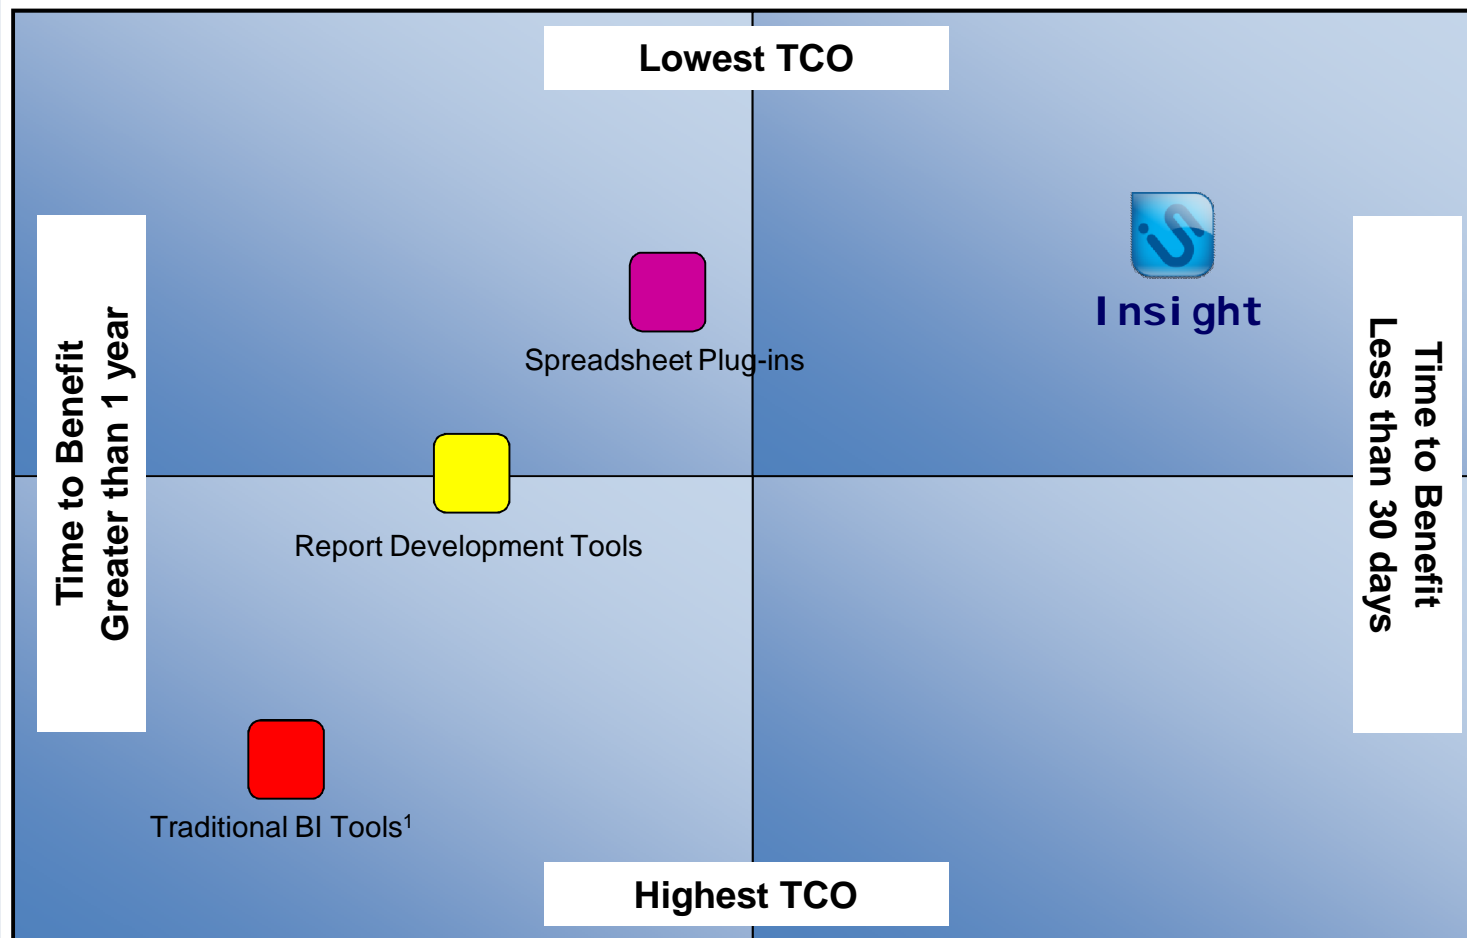 Lowest TCO
Insight
Spreadsheet Plug-ins
Time to Benefit
Greater than 1 year
Time to Benefit
Less than 30 days
Report Development Tools
Traditional BI Tools¹
Highest TCO